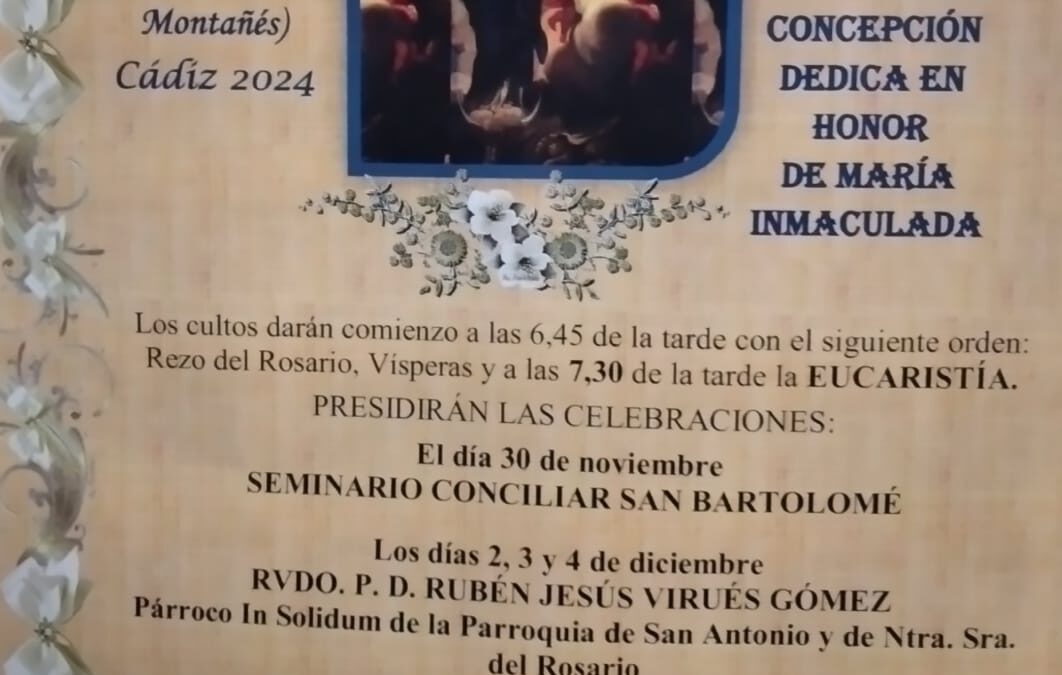 Montañés)
Cádiz 2024
CONCEPCIÓN
DEDICA EN
HONOR
DE MARÍA
INMACULADA
Los cultos darán comienzo a las 6,45 de la tarde con el siguiente orden:
Rezo del Rosario, Vísperas y a las 7,30 de la tarde la EUCARISTÍA.
PRESIDIRÁN LAS CELEBRACIONES:
El día 30 de noviembre
SEMINARIO CONCILIAR SAN BARTOLOMÉ
Los días 2, 3 y 4 de diciembre
RVDO. P. D. RUBÉN JESÚS VIRUÉS GÓMEZ
Párroco In Solidum de la Parroquia de San Antonio y de Ntra. Sra.
del Rosario